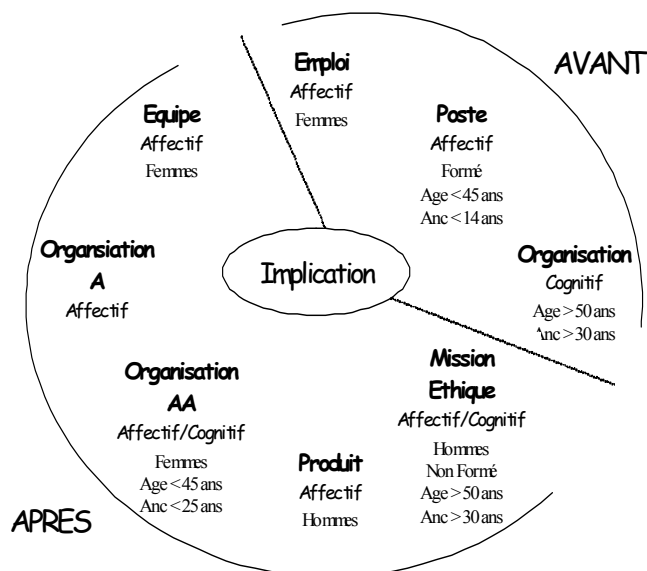 AVANT
Emploi
Affectif
Femmes
Poste
Affectif
Formé
Age < 45 ans
Anc < 14 ans
Organisation
Cognitif
Age > 50 ans
Anc > 30 ans
Equipe
Affectif
Femmes
Implication
Organsiation
A
Affectif
Organisation
AA
Affectif/Cognitif
Femmes
Age < 45 ans
Anc < 25 ans
Produit
Affectif
Hommes
Mission
Ethique
Affectif/Cognitif
Hommes
Non Formé
Age > 50 ans
Anc > 30 ans
APRES